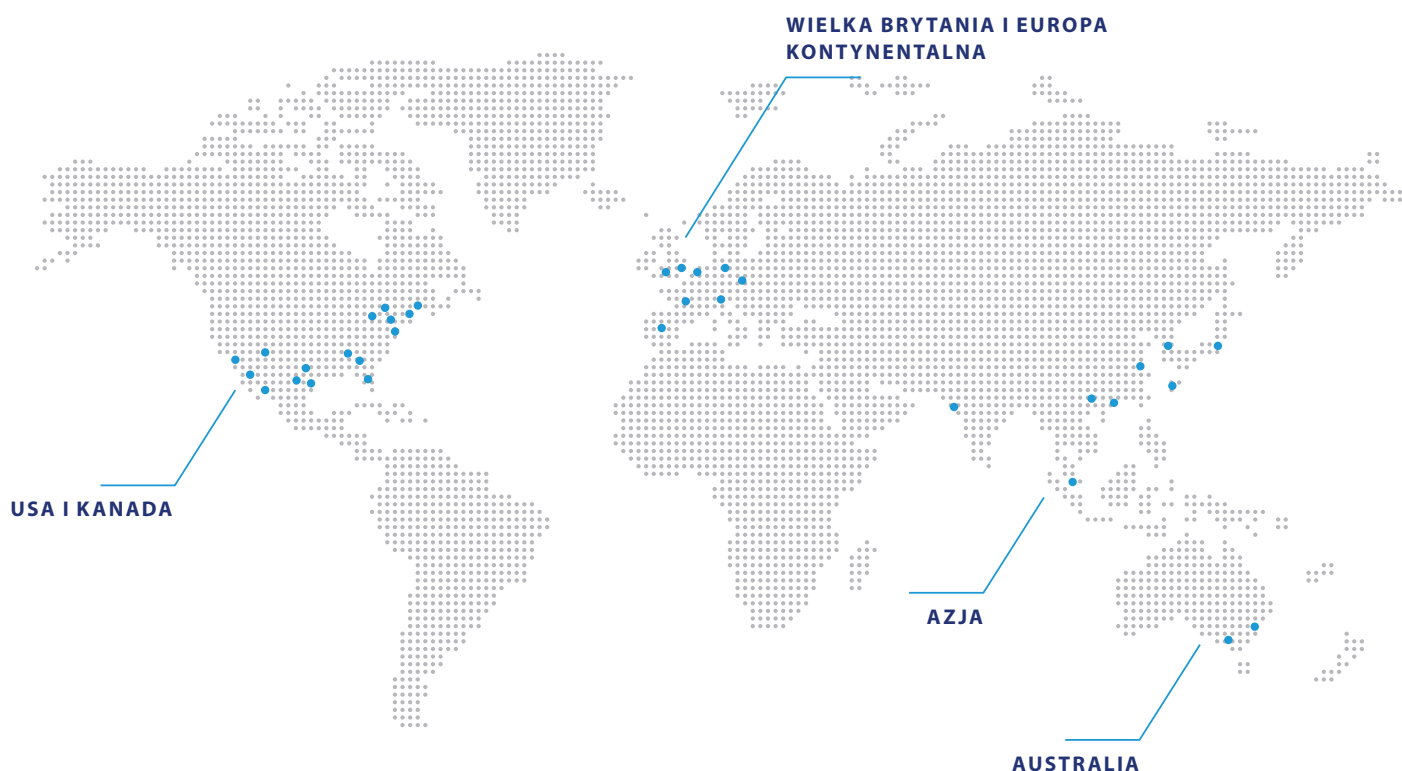 WIELKA BRYTANIA I EUROPA
KONTYNENTALNA
USA I KANADA
AZJA
AUSTRALIA